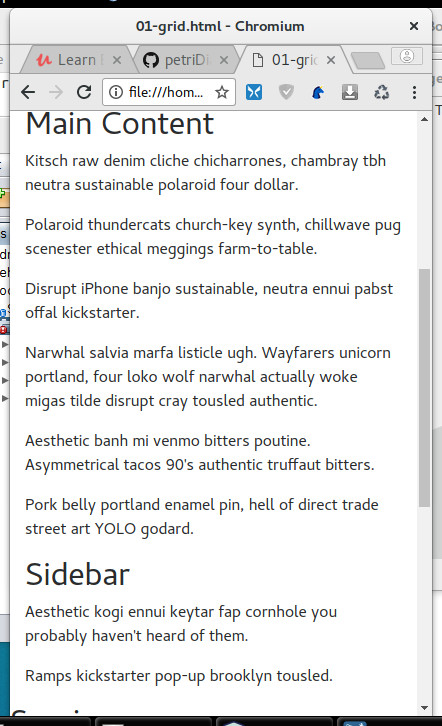 01-grid.html - Chromium
Learn
petriDi
01-grid
file:///hom...
Main Content
Kitsch raw denim cliche chicharrones, chambray tbh
neutra sustainable polaroid four dollar.
Polaroid thundercats church-key synth, chillwave pug
scenester ethical meggings farm-to-table.
Disrupt iPhone banjo sustainable, neutra ennui pabst
offal kickstarter.
Narwhal salvia marfa listicle ugh. Wayfarers unicorn
portland, four loko wolf narwhal actually woke
migas tilde disrupt cray tousled authentic.
Aesthetic banh mi venmo bitters poutine.
Asymmetrical tacos 90's authentic truffaut bitters.
Pork belly portland enamel pin, hell of direct trade
street art YOLO godard.
Sidebar
Aesthetic kogi ennui keytar fap cornhole you
probably haven't heard of them.
Ramps kickstarter pop-up brooklyn tousled.